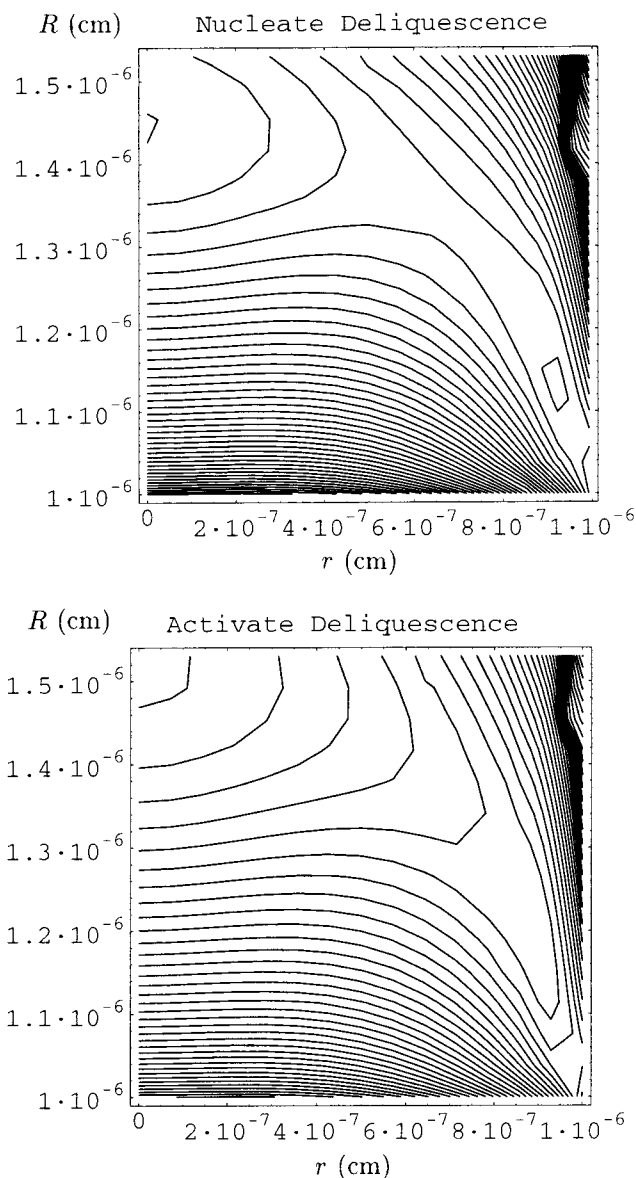 R (cm) Nucleate Deliquescence
1.5·10⁻⁶
1.4·10⁻⁶
1.3·10⁻⁶
1.2·10⁻⁶
1.1·10⁻⁶
1·10⁻⁶
0 2·10⁻⁷ 4·10⁻⁷ 6·10⁻⁷ 8·10⁻⁷ 1·10⁻⁶
r (cm)
R (cm) Activate Deliquescence
1.5·10⁻⁶
1.4·10⁻⁶
1.3·10⁻⁶
1.2·10⁻⁶
1.1·10⁻⁶
1·10⁻⁶
0 2·10⁻⁷ 4·10⁻⁷ 6·10⁻⁷ 8·10⁻⁷ 1·10⁻⁶
r (cm)